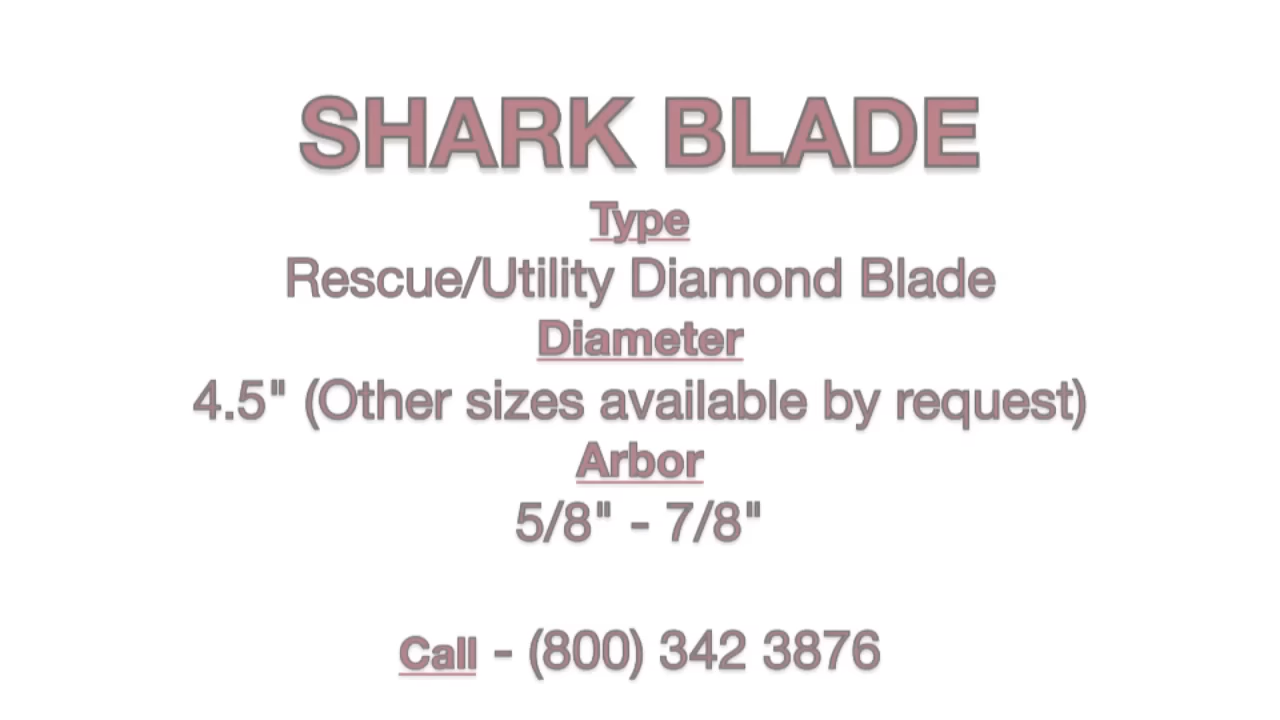 SHARK BLADE
Type
Rescue/Utility Diamond Blade
Diameter
4.5" (Other sizes available by request)
Arbor
5/8" - 7/8"
Call - (800) 342 3876